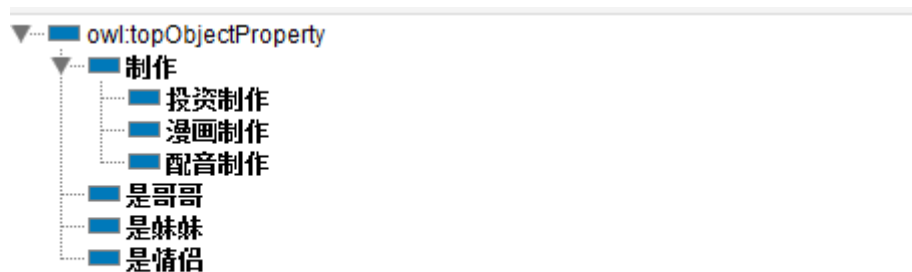 owl:topObjectProperty
制作
投资制作
漫画制作
配音制作
是哥哥
是妹妹
是情侣